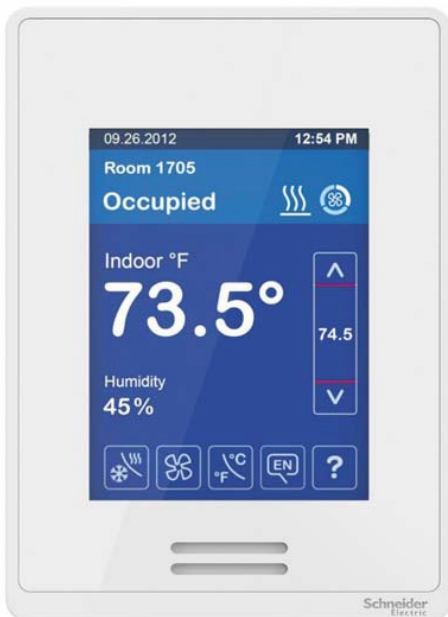 09.26.2012 12:54 PM
Room 1705
Occupied
Indoor °F
73.5°
74.5
Humidity
45%
°C
°F
EN
?
Schneider
Electric